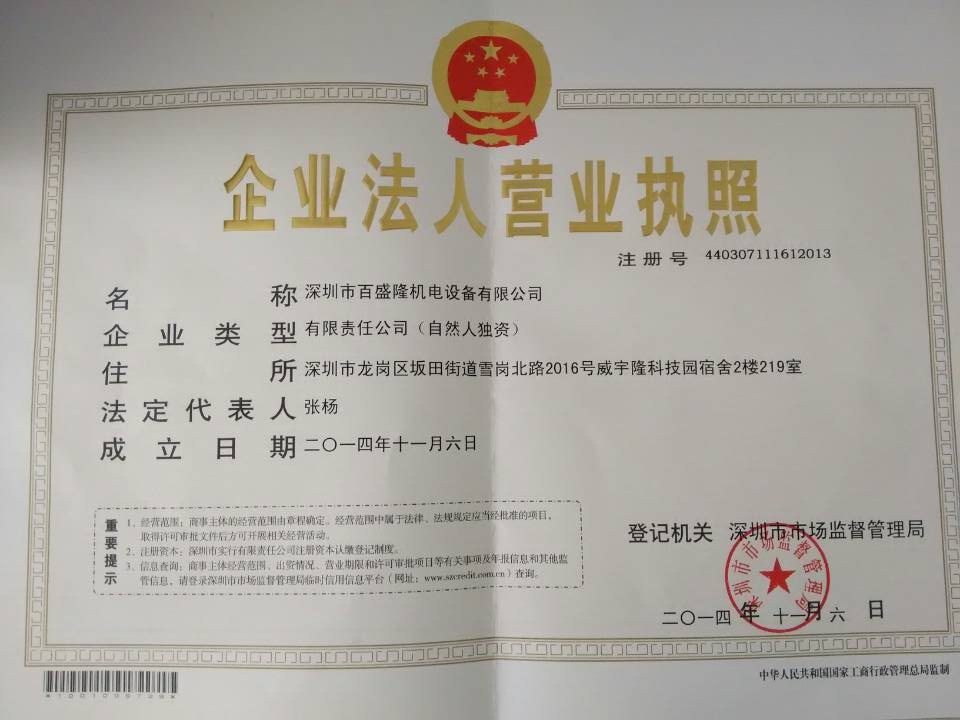 企业法人营业执照
注册号 440307111612013
名称 深圳市百盛隆机电设备有限公司
企业类型 有限责任公司（自然人独资）
住所 深圳市龙岗区坂田街道雪岗北路2016号威宇隆科技园宿舍2楼219室
法定代表人 张杨
成立日期 二〇一四年十一月六日
重要提示
1、经营范围：商事主体的经营范围由章程确定。经营范围中属于法律、法规规定应当经批准的项目，
取得许可审批文件后方可开展相关经营活动。
2、注册资本：深圳市实行有限责任公司注册资本认缴登记制度。
3、信息查询：商事主体经营范围、出资情况、营业期限和许可审批项目等有关事项及年报信息和其他监
管信息，请登录深圳市市场监督管理局临时信用信息平台（网址：www.szcredit.com.cn）查询。
登记机关 深圳市市场监督管理局
深圳市市场监督管理局
二〇一四年十一月六日
中华人民共和国国家工商行政管理总局监制